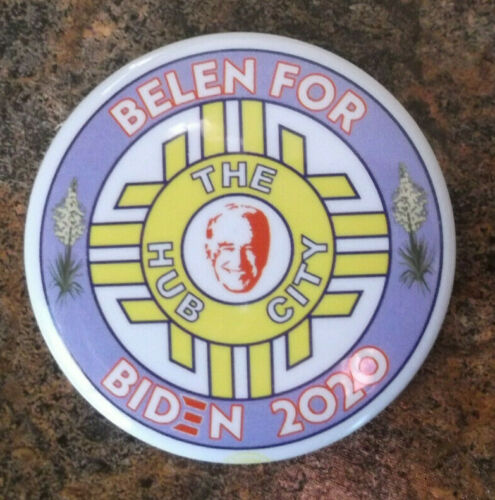 BELEN FOR
THE
HUB CITY
BIDEN 2020